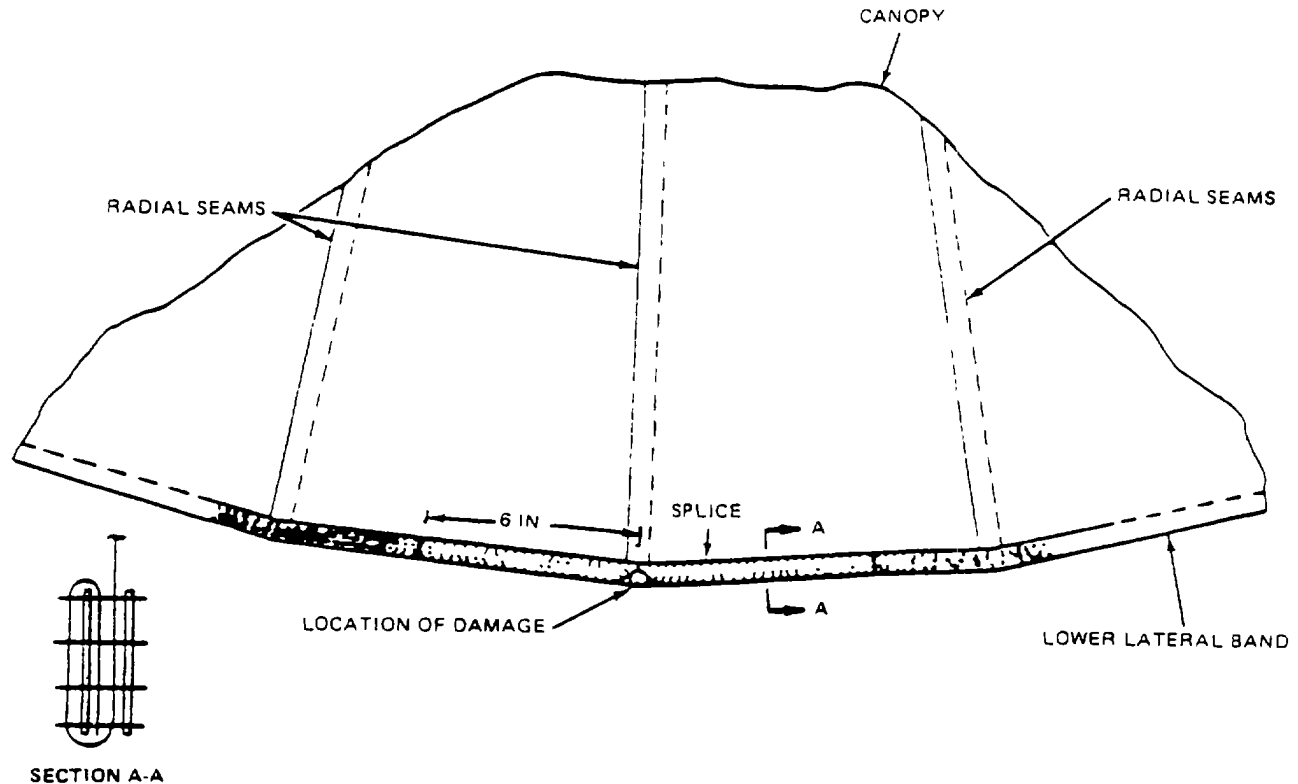 CANOPY
RADIAL SEAMS
RADIAL SEAMS
6 IN
SPLICE
A
A
LOCATION OF DAMAGE
LOWER LATERAL BAND
SECTION A-A